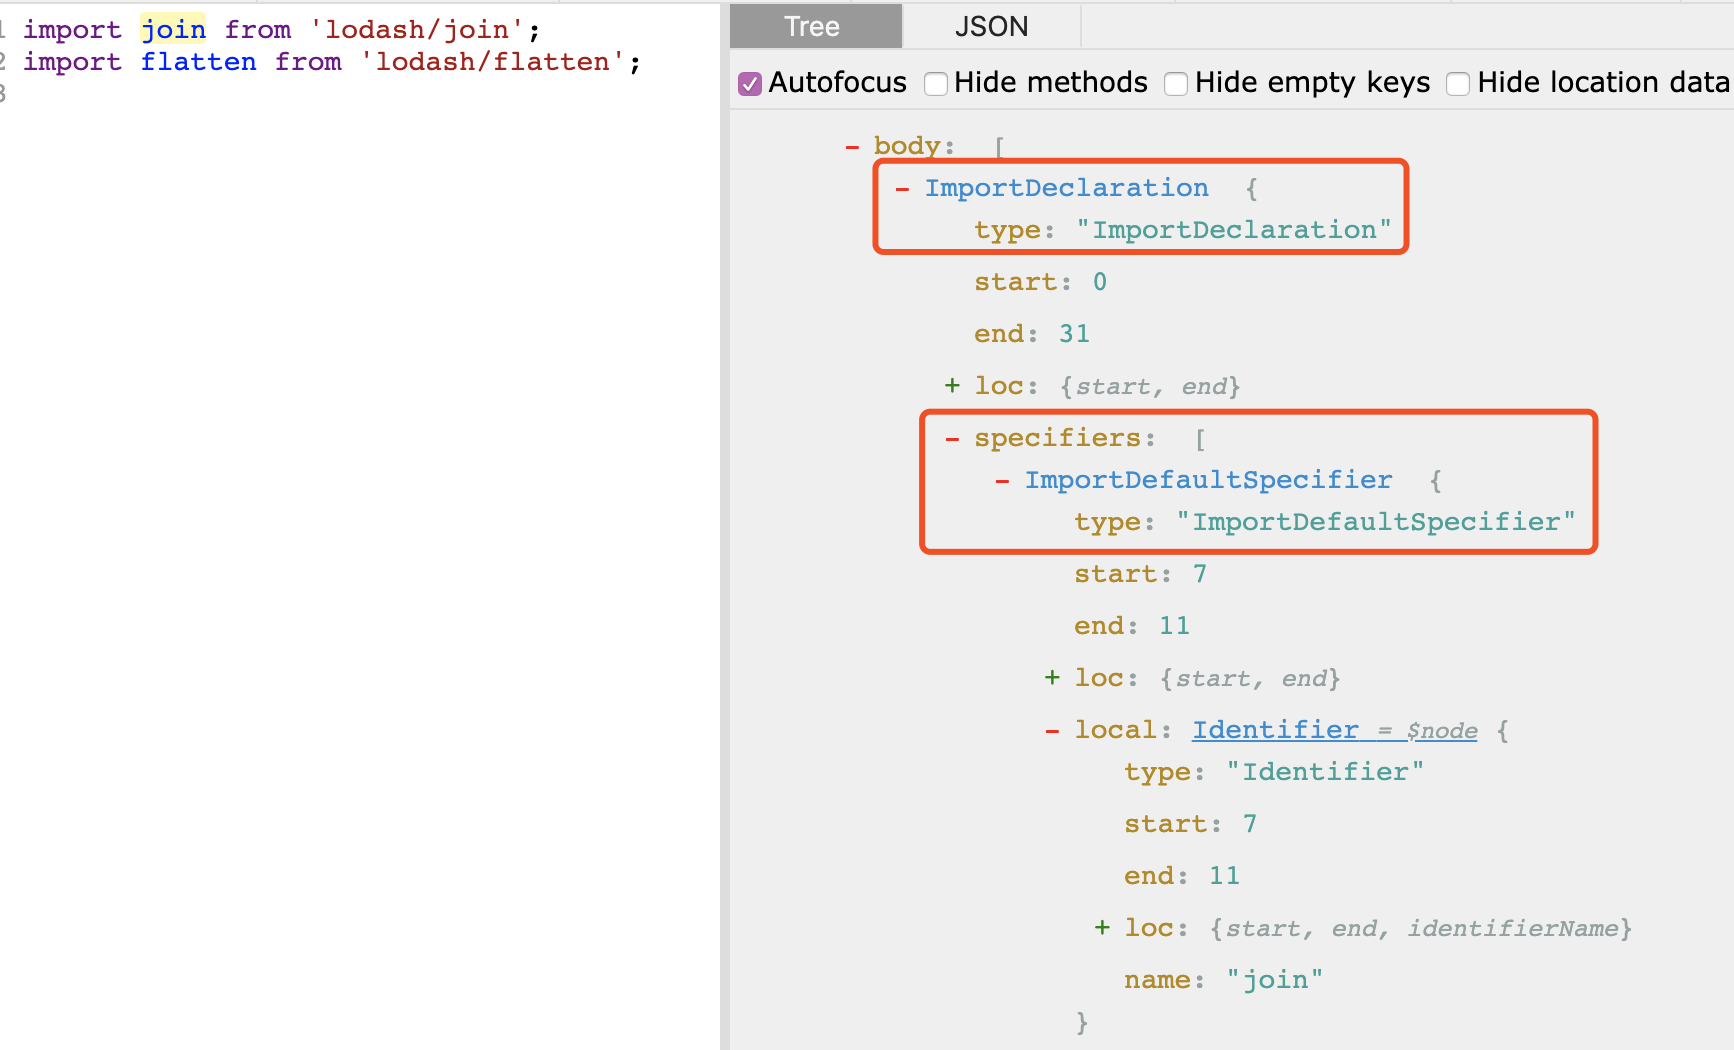 1 import join from 'lodash/join';
2 import flatten from 'lodash/flatten';
3
Tree JSON
Autofocus Hide methods Hide empty keys Hide location data
- body: [
- ImportDeclaration {
type: "ImportDeclaration"
start: 0
end: 31
+ loc: {start, end}
- specifiers: [
- ImportDefaultSpecifier {
type: "ImportDefaultSpecifier"
start: 7
end: 11
+ loc: {start, end}
- local: Identifier = $node {
type: "Identifier"
start: 7
end: 11
+ loc: {start, end, identifierName}
name: "join"
}